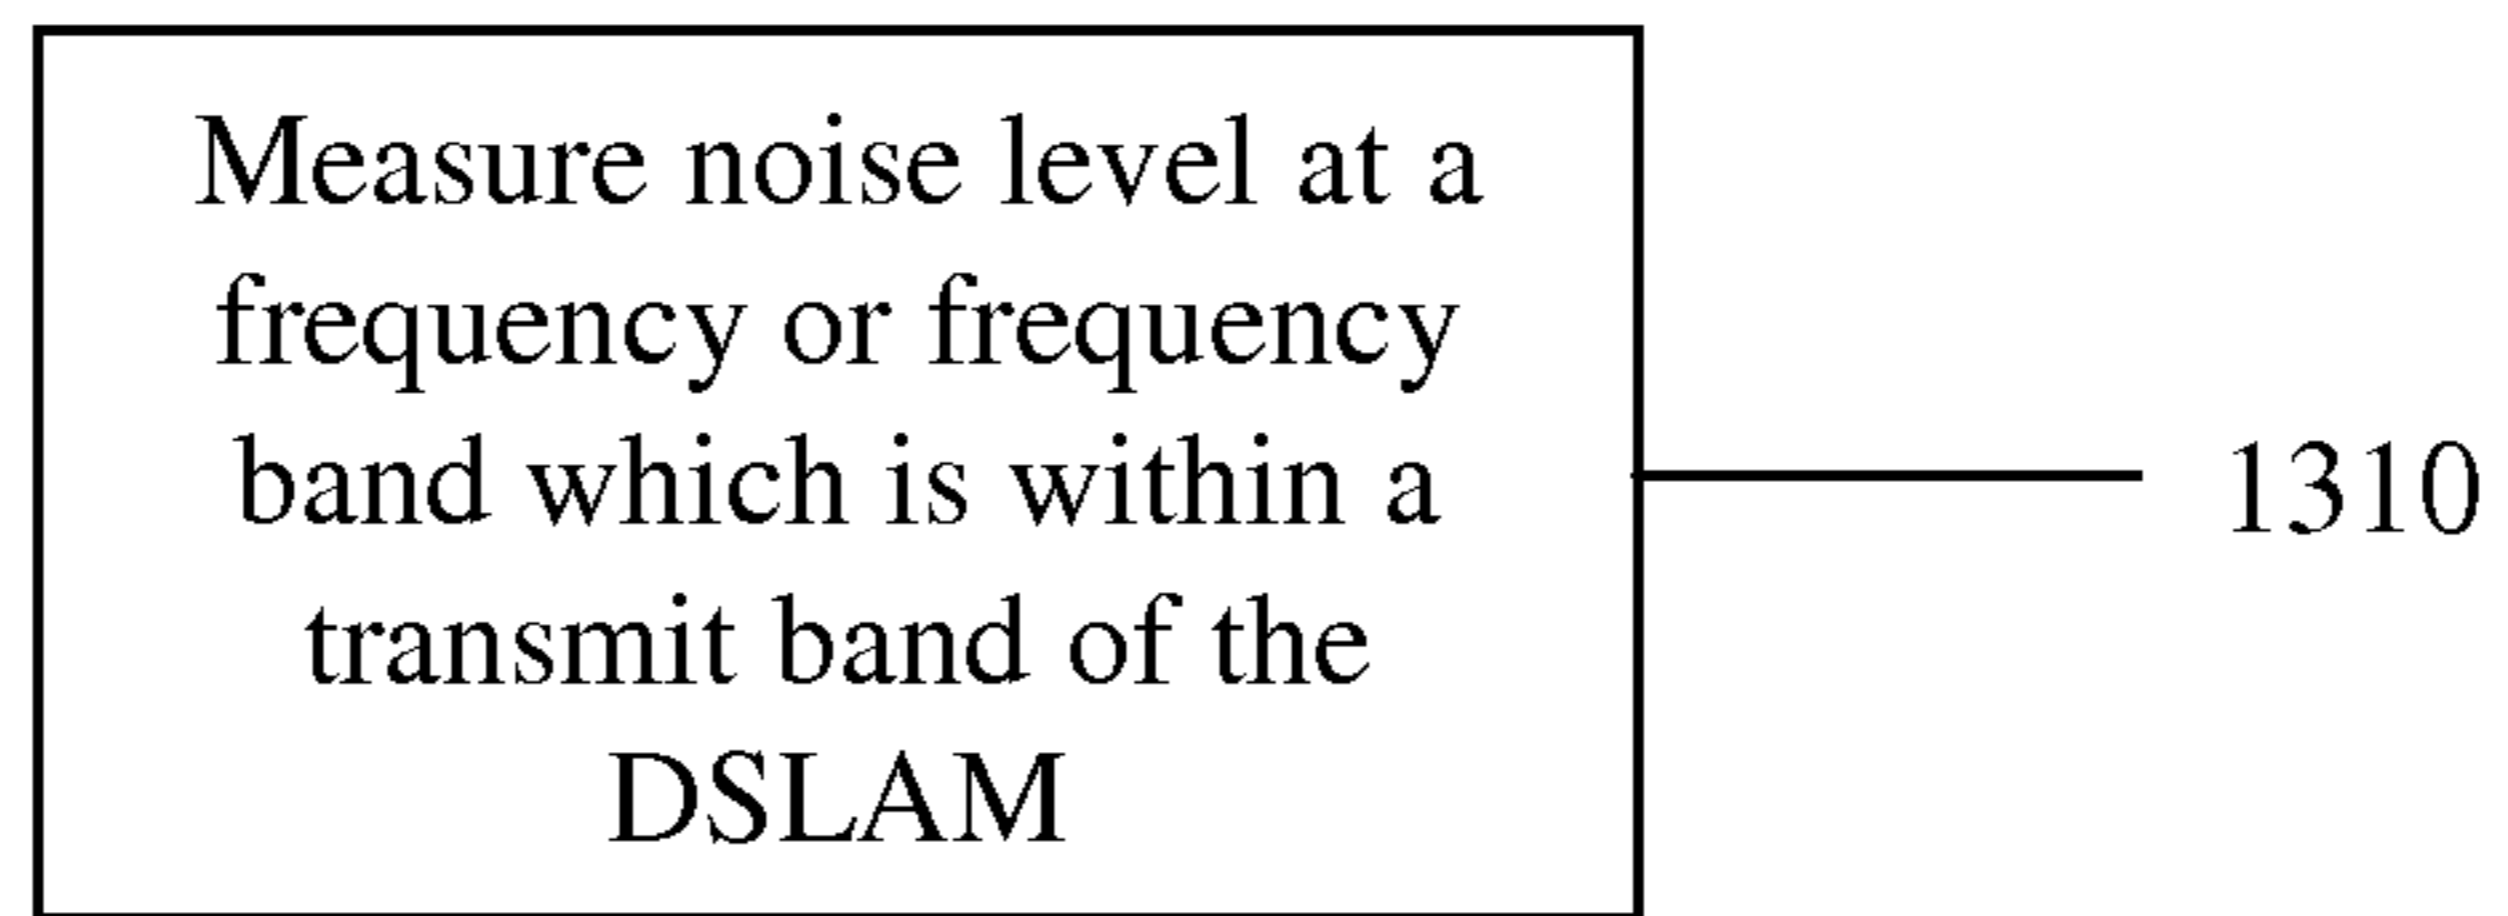 Measure noise level at a
frequency or frequency
band which is within a
transmit band of the
DSLAM
1310